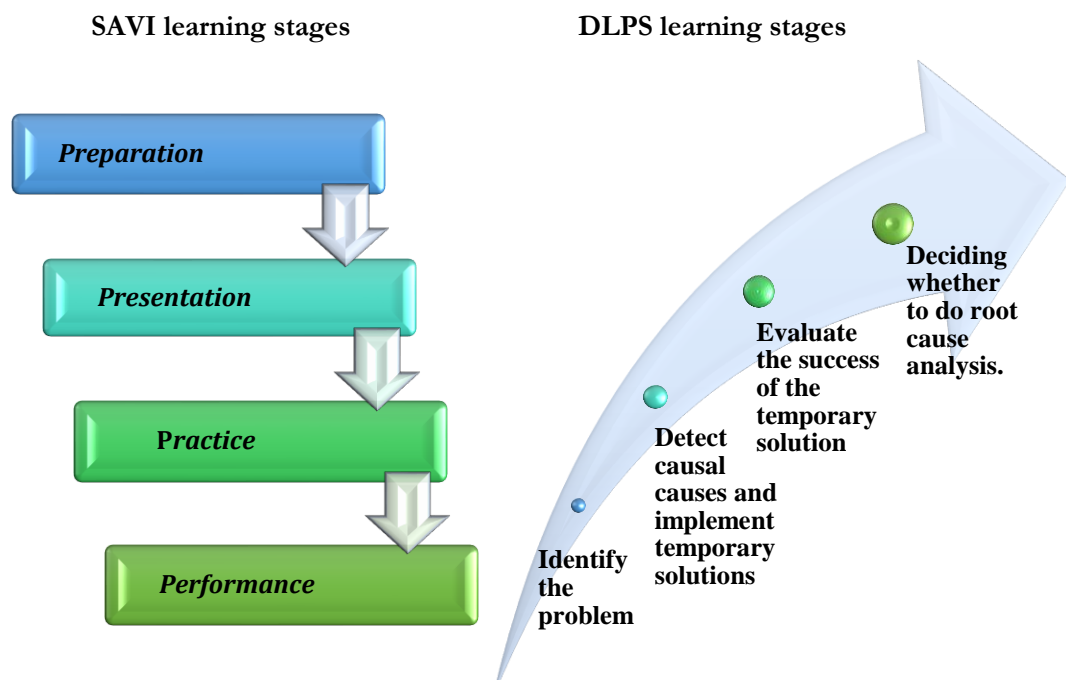 SAVI learning stages
Preparation
Presentation
Practice
Performance
DLPS learning stages
Identify
the
problem
Detect
causal
causes and
implement
temporary
solutions
Evaluate
the success
of the
temporary
solution
Deciding
whether
to do root
cause
analysis.